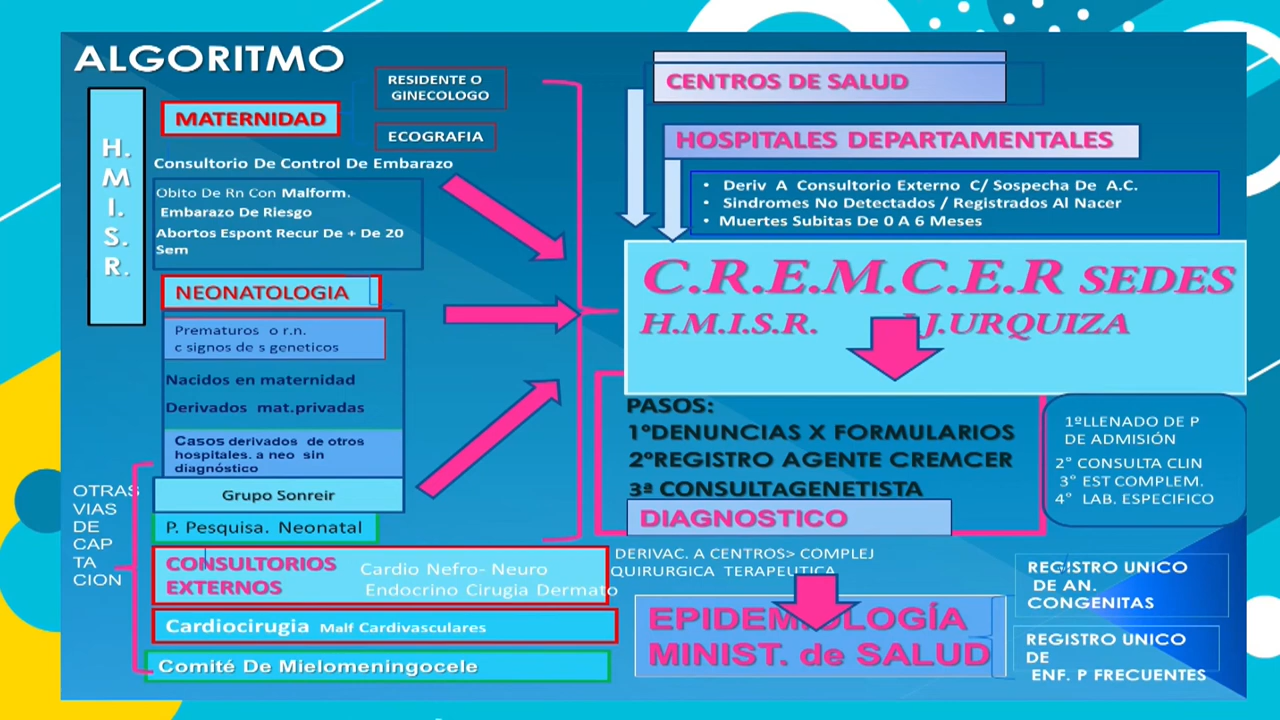 ALGORITMO
H.
M
I.
S.
R.
MATERNIDAD
RESIDENTE O
GINECOLOGO
ECOGRAFIA
Consultorio De Control De Embarazo
Obito De Rn Con Malform.
Embarazo De Riesgo
Abortos Espont Recur De + De 20
Sem
NEONATOLOGIA
Prematuros o r.n.
c signos de s geneticos
Nacidos en maternidad
Derivados mat.privadas
Casos derivados de otros
hospitales. a neo sin
diagnóstico
Grupo Sonreir
P. Pesquisa. Neonatal
OTRAS
VIAS
DE
CAP
TA
CION
CONSULTORIOS
EXTERNOS
Cardio Nefro- Neuro
Endocrino Cirugia Dermato
Cardiocirugia Malf Cardivasculares
Comité De Mielomeningocele
CENTROS DE SALUD
HOSPITALES DEPARTAMENTALES
• Deriv A Consultorio Externo C/ Sospecha De A.C.
• Sindromes No Detectados / Registrados Al Nacer
• Muertes Subitas De 0 A 6 Meses
C.R.E.M.C.E.R SEDES
H.M.I.S.R. J.J.URQUIZA
PASOS:
1ºDENUNCIAS X FORMULARIOS
2ºREGISTRO AGENTE CREMCER
3ª CONSULTAGENETISTA
DIAGNOSTICO
1ºLLENADO DE P
DE ADMISIÓN
2° CONSULTA CLIN
3° EST COMPLEM.
4° LAB. ESPECIFICO
DERIVAC. A CENTROS> COMPLEJ
QUIRURGICA TERAPEUTICA
EPIDEMIOLOGÍA
MINIST. de SALUD
REGISTRO UNICO
DE AN.
CONGENITAS
REGISTRO UNICO
DE
ENF. P FRECUENTES